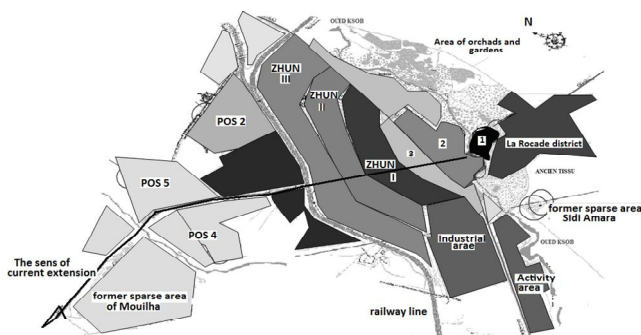 OUED KSOB
N
Area of orchads and
gardens
ZHUN
III
ZHUN
II
POS 2
1
2
La Rocade district
3
ZHUN
I
ANCIEN TISSU
POS 5
former sparse area
Sidi Amara
POS 4
Industrial
arae
OUED KSOB
The sens of
current extension
Activity
area
former sparse area
of Mouilha
railway line